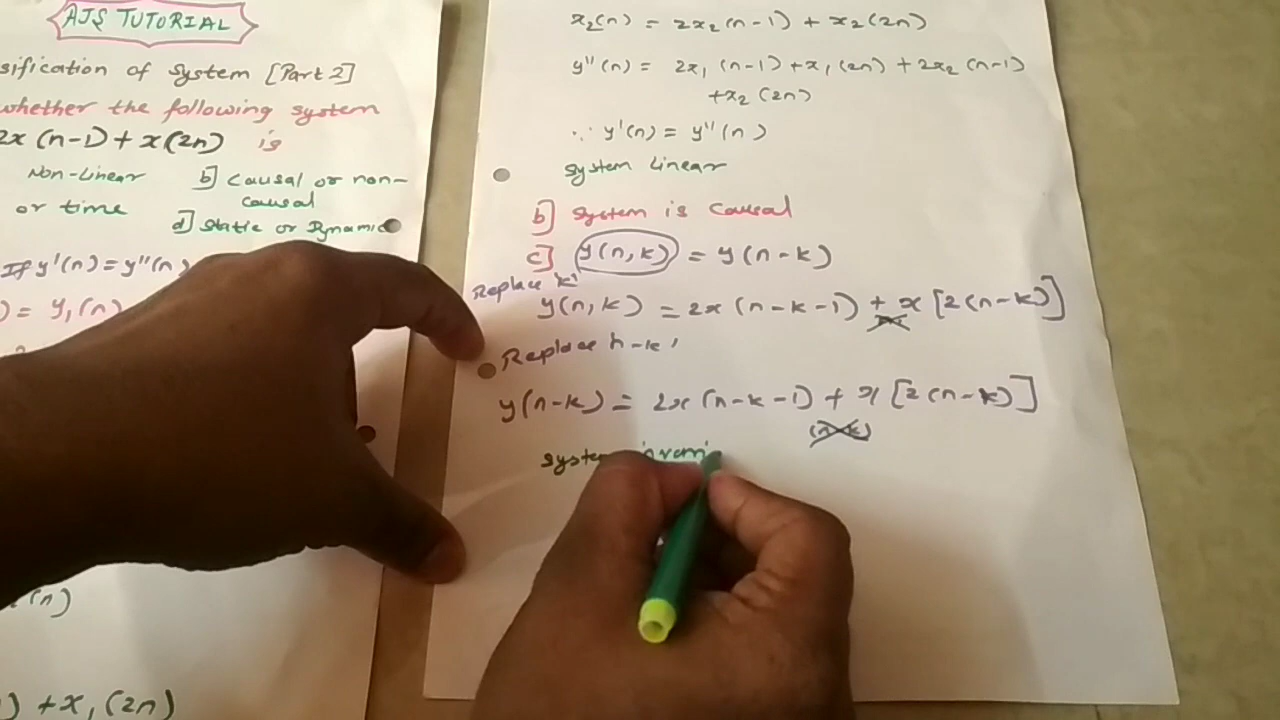 AJS TUTORIAL
sification of System [Part 2]
whether the following system
2x(n-1) + x(2n) is
Non-Linear b] Causal or non-
causal
or time
d] Static or Dynamic
If y'(n) = y''(n)
) = y₁(n)
(n)
) + x₁(2n)
x₂(n) = 2x₂(n-1) + x₂(2n)
y''(n) = 2x₁(n-1) + x₁(2n) + 2x₂(n-1)
+x₂(2n)
∵ y'(n) = y''(n)
System Linear
b] System is Causal
c] y(n,k) = y(n-k)
Replace 'k'
y(n,k) = 2x(n-k-1) + x[2(n-k)]
Replace n-k,
y(n-k) = 2x(n-k-1) + x[2(n-k)]
(n-k)